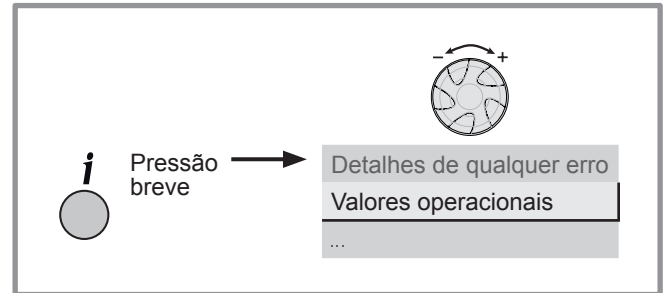 - +
i
Pressão
breve
Detalhes de qualquer erro
Valores operacionais
...